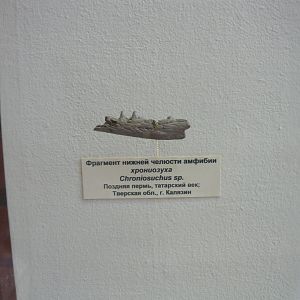 Фрагмент нижней челюсти амфибии
хрониозуха
Chroniosuchus sp.
Поздняя пермь, татарский век;
Тверская обл., г. Калязин